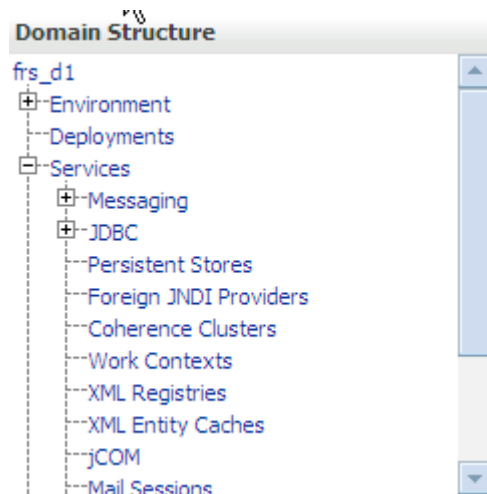 Domain Structure
frs_d1
Environment
Deployments
Services
Messaging
JDBC
Persistent Stores
Foreign JNDI Providers
Coherence Clusters
Work Contexts
XML Registries
XML Entity Caches
jCOM
Mail Sessions